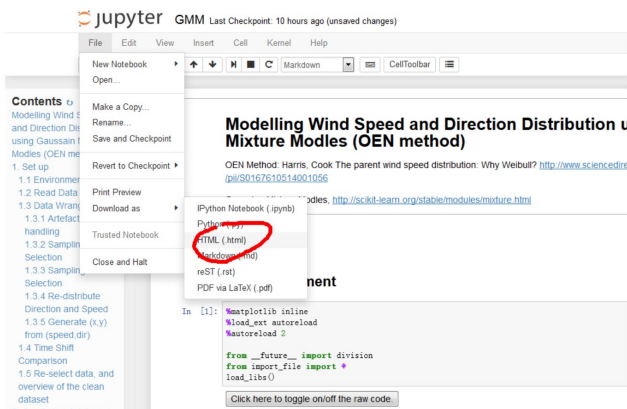 jupyter GMM Last Checkpoint: 10 hours ago (unsaved changes)
File Edit View Insert Cell Kernel Help
Markdown CellToolbar
New Notebook
Open...
Make a Copy...
Rename...
Save and Checkpoint
Revert to Checkpoint
Print Preview
Download as
Trusted Notebook
Close and Halt
IPython Notebook (.ipynb)
Python (.py)
HTML (.html)
Markdown (.md)
reST (.rst)
PDF via LaTeX (.pdf)
Contents
Modelling Wind S
and Direction Dis
using Gaussian M
Modles (OEN me
1. Set up
1.1 Environmen
1.2 Read Data
1.3 Data Wrang
1.3.1 Artefact
handling
1.3.2 Sampling
Selection
1.3.3 Sampling
Selection
1.3.4 Re-distribute
Direction and Speed
1.3.5 Generate (x,y)
from (speed,dir)
1.4 Time Shift
Comparison
1.5 Re-select data, and
overview of the clean
dataset
Modelling Wind Speed and Direction Distribution u
Mixture Modles (OEN method)
OEN Method: Harris, Cook The parent wind speed distribution: Why Weibull? http://www.sciencedire
/pii/S0167610514001056
Modles, http://scikit-learn.org/stable/modules/mixture.html
ment
In [1]: %matplotlib inline
%load_ext autoreload
%autoreload 2
from __future__ import division
from import_file import *
load_libs()
Click here to toggle on/off the raw code.